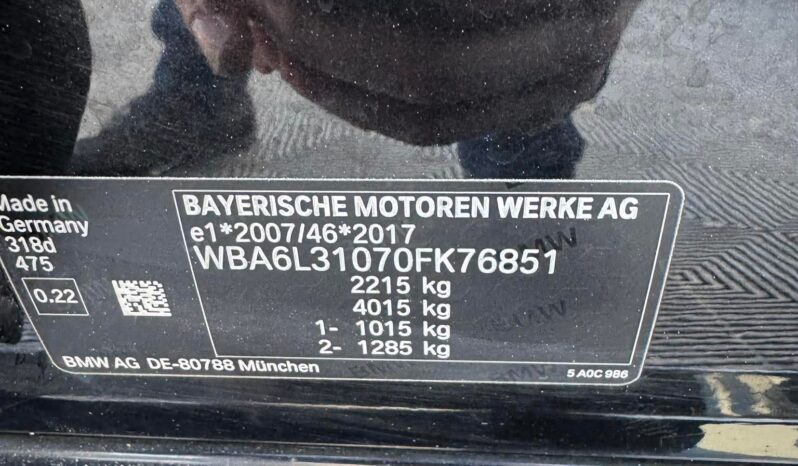 Made in
Germany
318d
475
0.22
BAYERISCHE MOTOREN WERKE AG
e1*2007/46*2017
WBA6L31070FK76851
2215 kg
4015 kg
1- 1015 kg
2- 1285 kg
BMW AG DE-80788 München
5 A0C 9B6